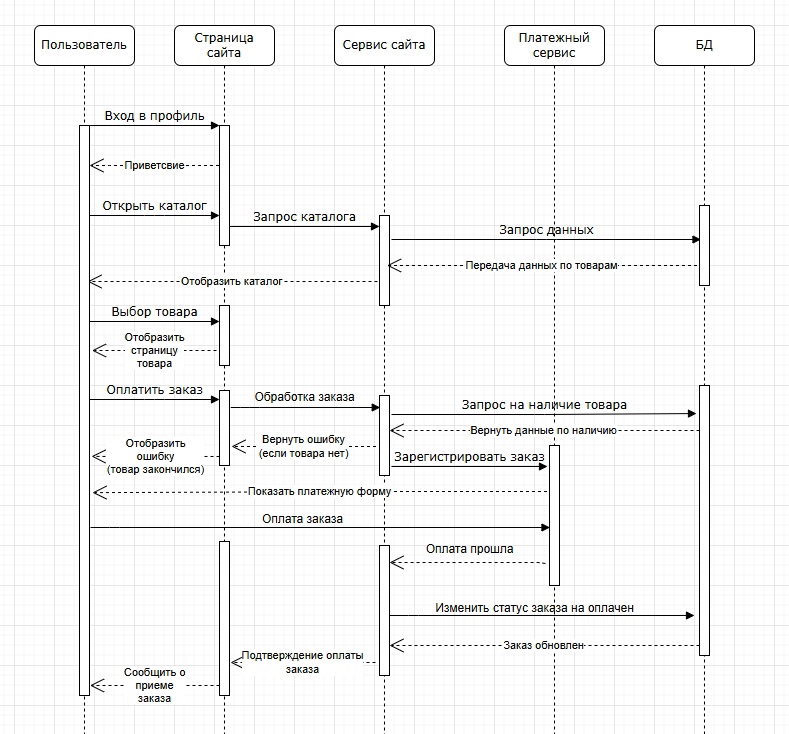 Пользователь
Страница
сайта
Сервис сайта
Платежный
сервис
БД
Вход в профиль
Приветсвие
Открыть каталог
Запрос каталога
Запрос данных
Передача данных по товарам
Отобразить каталог
Выбор товара
Отобразить
страницу
товара
Оплатить заказ
Обработка заказа
Запрос на наличие товара
Вернуть данные по наличию
Вернуть ошибку
(если товара нет)
Отобразить
ошибку
(товар закончился)
Зарегистрировать заказ
Показать платежную форму
Оплата заказа
Оплата прошла
Изменить статус заказа на оплачен
Заказ обновлен
Подтверждение оплаты
заказа
Сообщить о
приеме
заказа